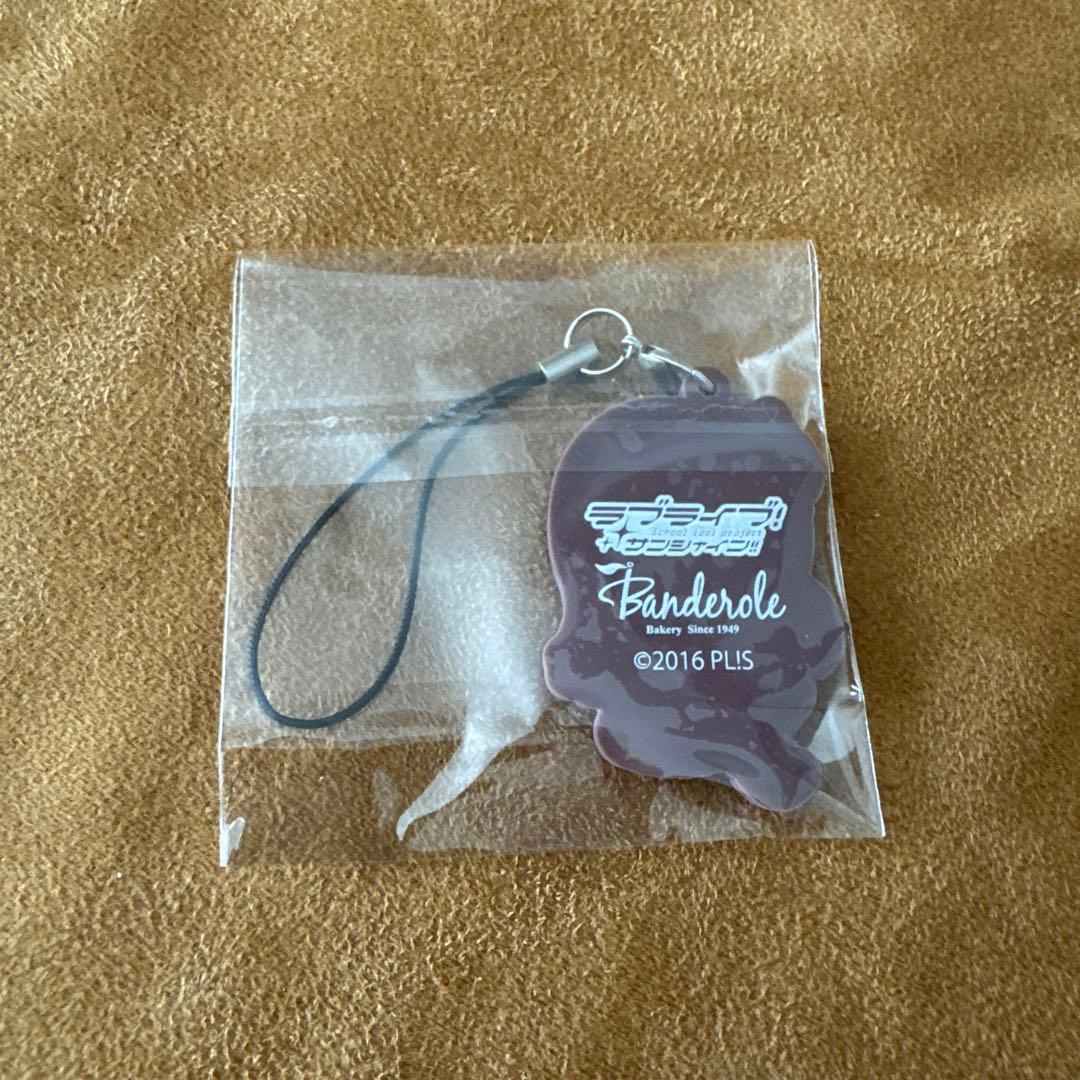 ラブライブ!
School idol project
サンシャイン!!
Banderole
Bakery Since 1949
©2016 PL!S